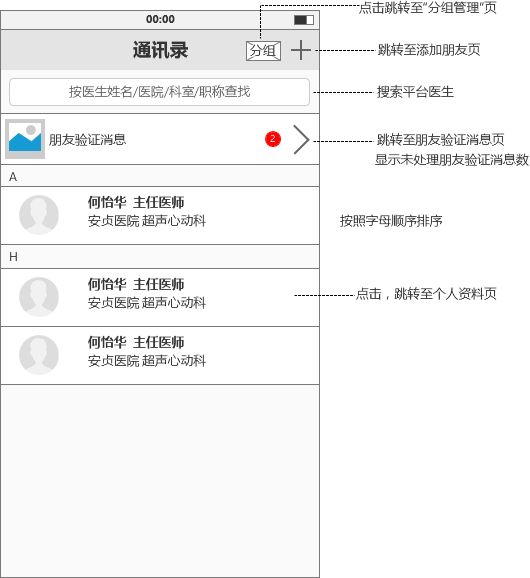 点击跳转至“分组管理”页
00:00
通讯录
分组
跳转至添加朋友页
按医生姓名/医院/科室/职称查找
搜索平台医生
朋友验证消息
2
跳转至朋友验证消息页
显示未处理朋友验证消息数
A
何怡华 主任医师
安贞医院 超声心动科
按照字母顺序排序
H
何怡华 主任医师
安贞医院 超声心动科
点击，跳转至个人资料页
何怡华 主任医师
安贞医院 超声心动科